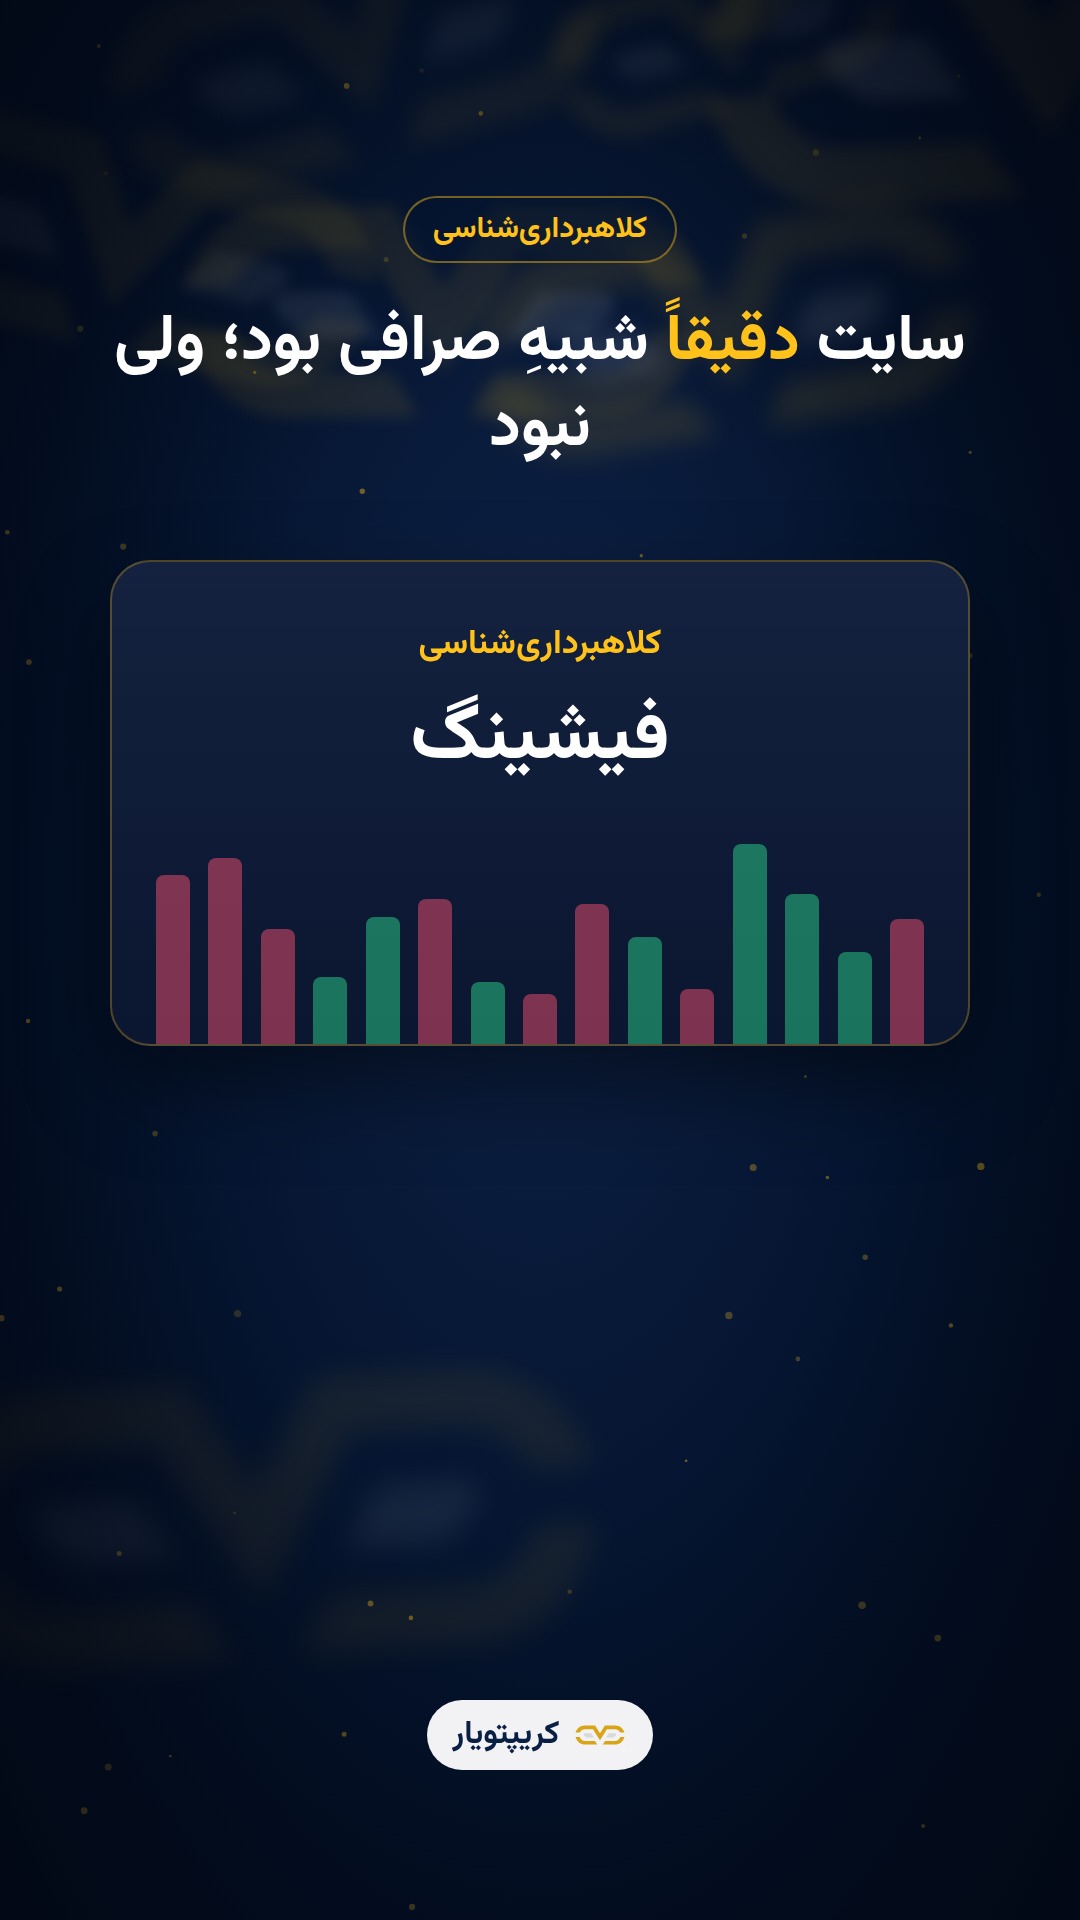 کلاهبرداری‌شناسی
سایت دقیقاً شبیهِ صرافی بود؛ ولی
نبود
کلاهبرداری‌شناسی
فیشینگ
کریپتویار